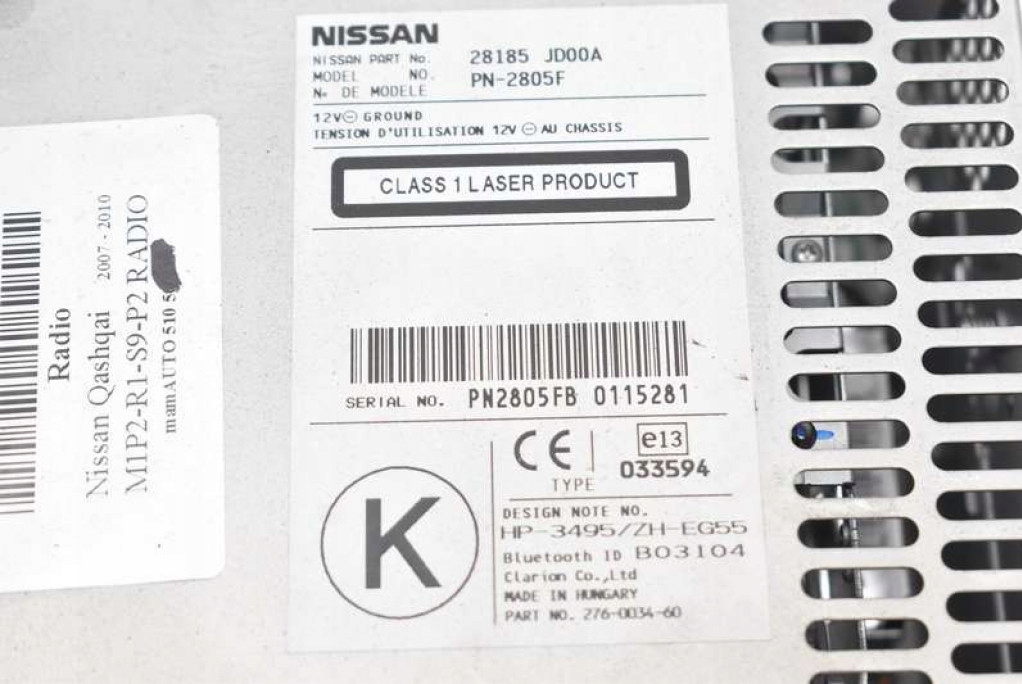 NISSAN
NISSAN PART No. 28185 JD00A
MODEL NO. PN-2805F
N. DE MODELE
12V⊖ GROUND
TENSION D'UTILISATION 12V ⊖ AU CHASSIS
CLASS 1 LASER PRODUCT
SERIAL NO. PN2805FB 0115281
K
CE
TYPE
e13
033594
DESIGN NOTE NO.
HP-3495/ZH-EG55
Bluetooth ID B03104
Clarion Co.,Ltd
MADE IN HUNGARY
PART NO. 276-0034-60
Radio
Nissan Qashqai 2007 - 2010
M1P2-R1-S9-P2 RADIO
mamAUTO 510